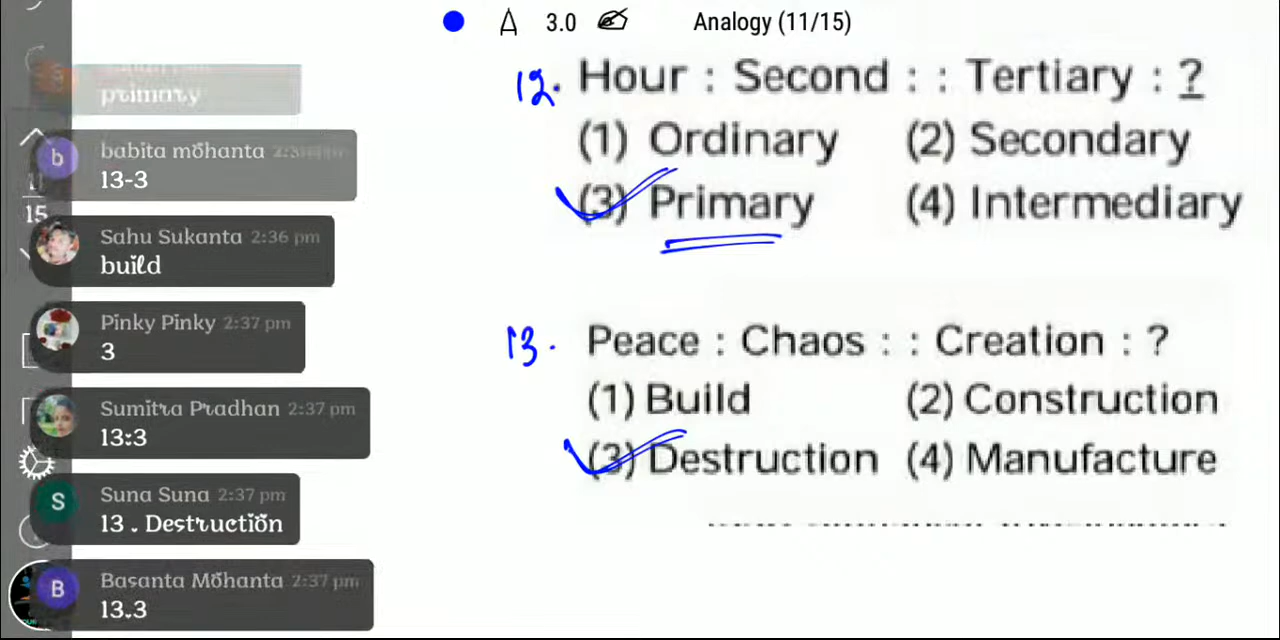 3.0 Analogy (11/15)
12. Hour : Second : : Tertiary : ?
(1) Ordinary (2) Secondary
(3) Primary (4) Intermediary
13. Peace : Chaos : : Creation : ?
(1) Build (2) Construction
(3) Destruction (4) Manufacture
primary
babita mohanta
13-3
15
Sahu Sukanta 2:36 pm
build
Pinky Pinky 2:37 pm
3
Sumitra Pradhan 2:37 pm
13:3
S
Suna Suna 2:37 pm
13 . Destruction
B
Basanta Mohanta 2:37 pm
13.3